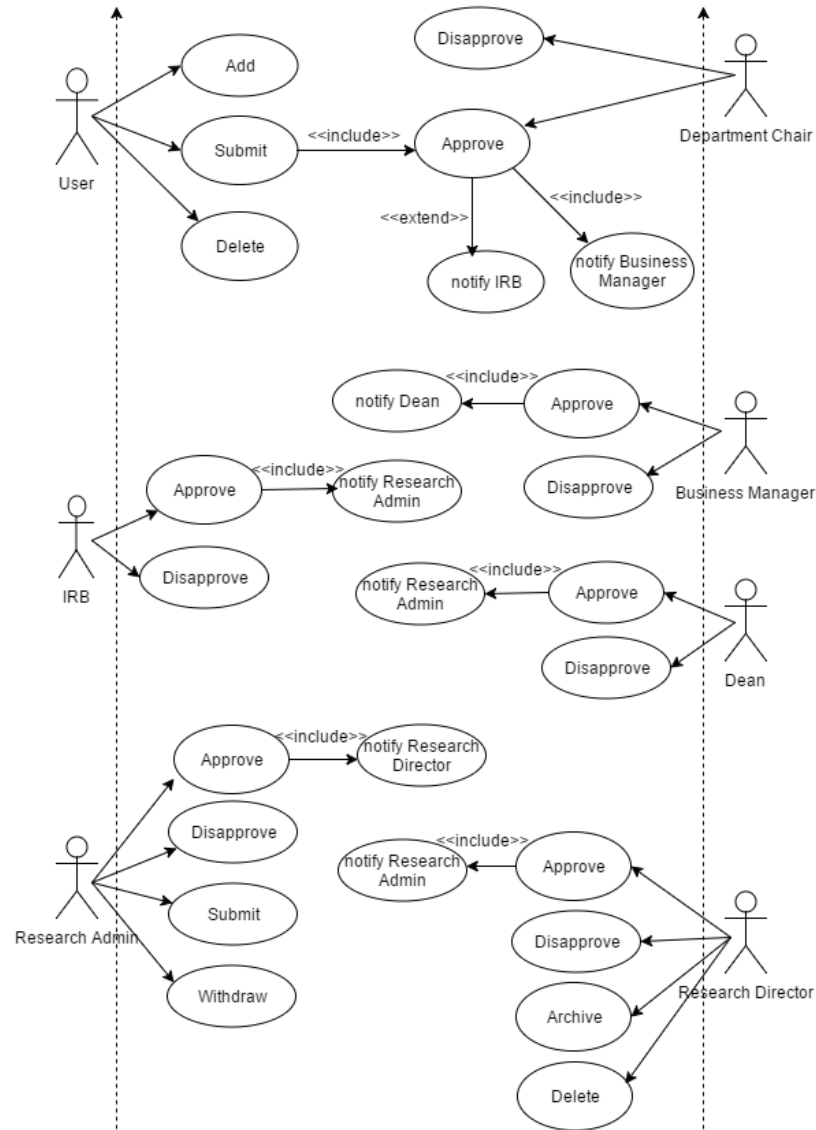 Disapprove
Add
<<include>>
Submit
Approve
Department Chair
User
<<extend>>
<<include>>
Delete
notify IRB
notify Business
Manager
<<include>>
notify Dean
Approve
<<include>>
Approve
notify Research
Admin
Disapprove
Business Manager
IRB
Disapprove
<<include>>
notify Research
Admin
Approve
Disapprove
Dean
<<include>>
Approve
notify Research
Director
Disapprove
<<include>>
notify Research
Admin
Approve
Research Admin
Submit
Disapprove
Withdraw
Research Director
Archive
Delete